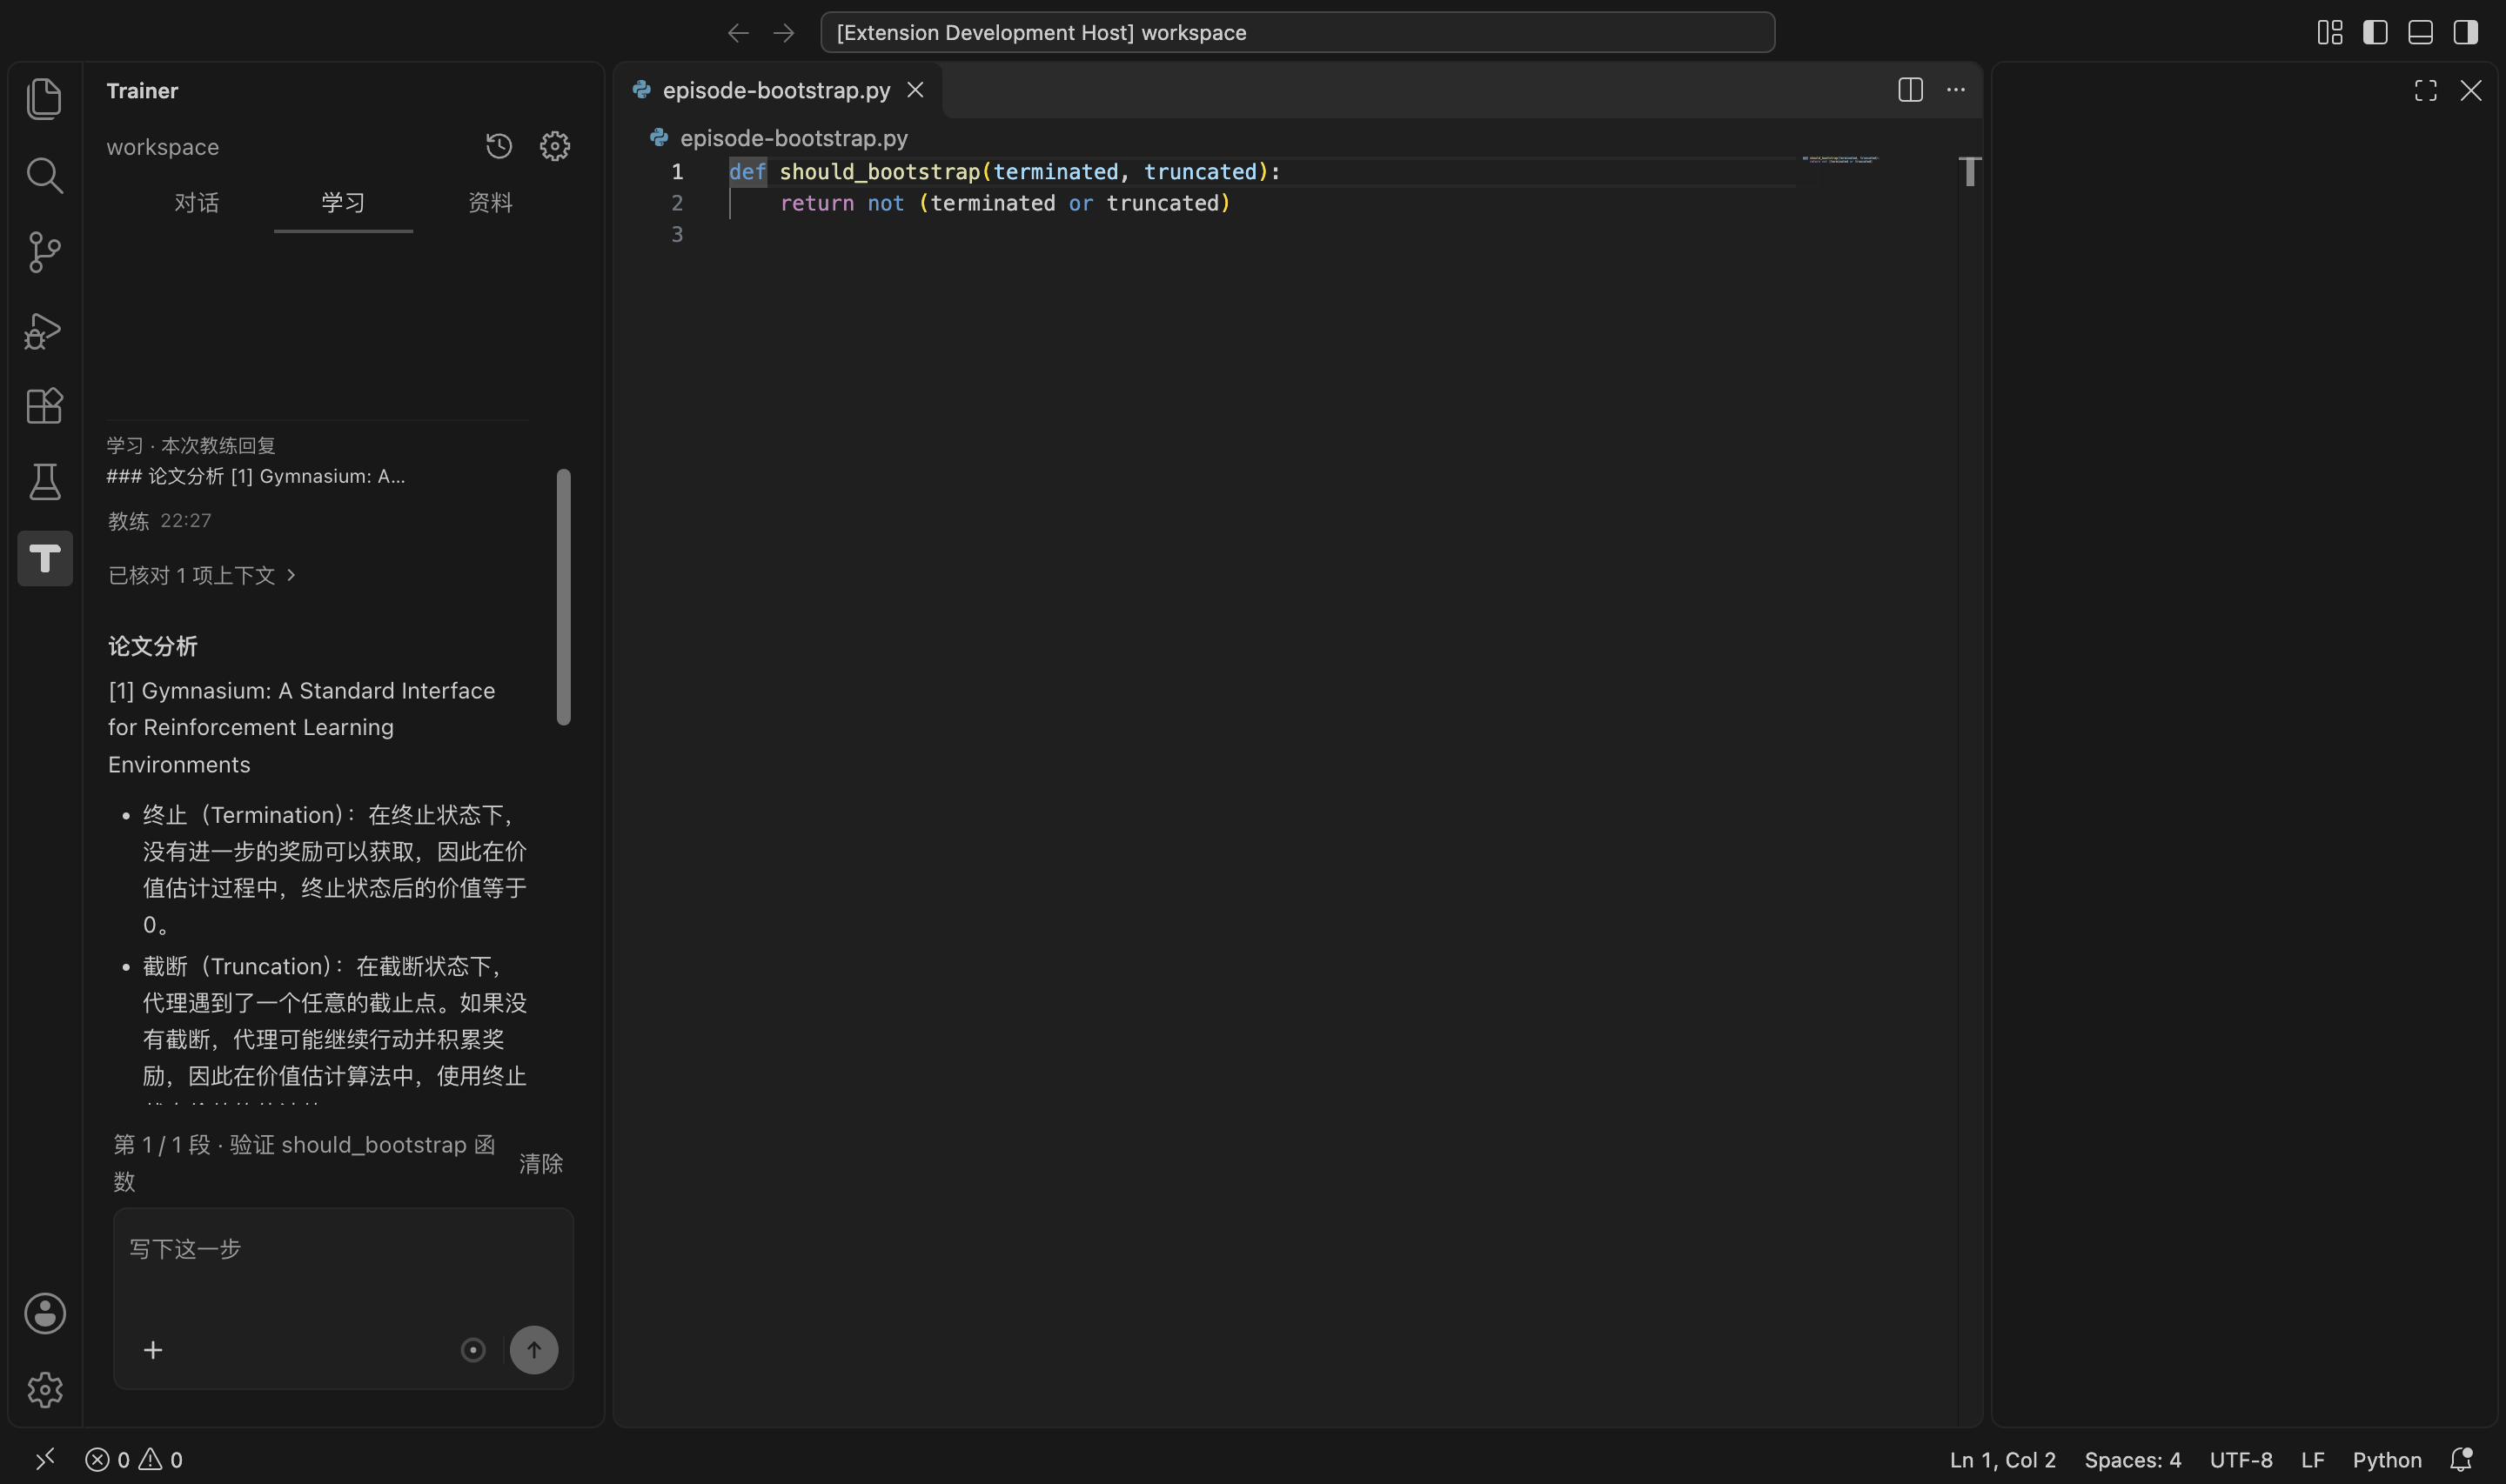 [Extension Development Host] workspace
Trainer
workspace
对话 学习 资料
学习 · 本次教练回复
### 论文分析 [1] Gymnasium: A...
教练 22:27
已核对 1 项上下文
论文分析
[1] Gymnasium: A Standard Interface
for Reinforcement Learning
Environments
• 终止（Termination）：在终止状态下，
没有进一步的奖励可以获取，因此在价
值估计过程中，终止状态后的价值等于
0。
• 截断（Truncation）：在截断状态下，
代理遇到了一个任意的截止点。如果没
有截断，代理可能继续行动并积累奖
励，因此在价值估计算法中，使用终止
第 1 / 1 段 · 验证 should_bootstrap 函
数
清除
写下这一步
episode-bootstrap.py
episode-bootstrap.py
1 def should_bootstrap(terminated, truncated):
2 return not (terminated or truncated)
3
0 0
Ln 1, Col 2 Spaces: 4 UTF-8 LF Python